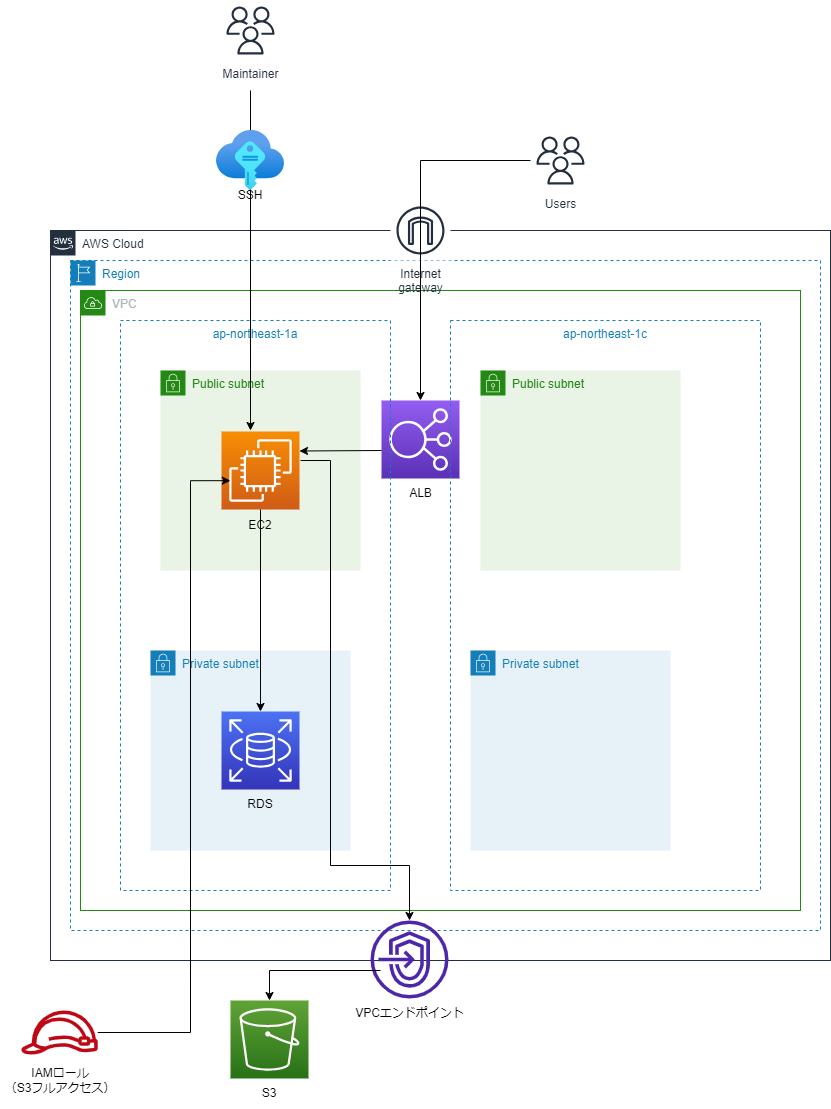 Maintainer
SSH
Users
aws
AWS Cloud
Internet
gateway
Region
VPC
ap-northeast-1a
ap-northeast-1c
Public subnet
Public subnet
ALB
EC2
Private subnet
Private subnet
RDS
VPCエンドポイント
IAMロール
（S3フルアクセス）
S3